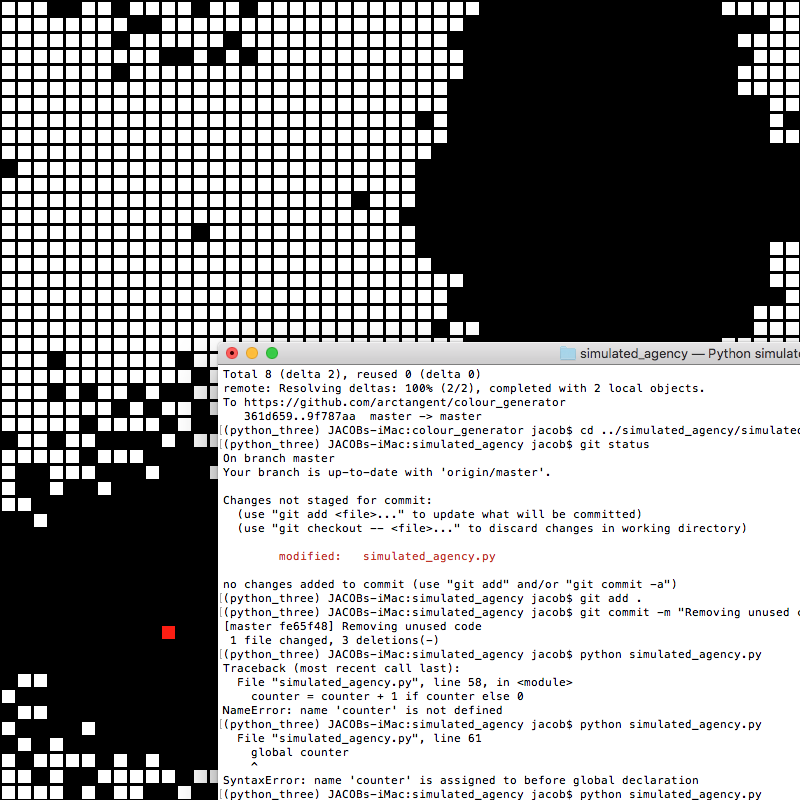 simulated_agency — Python simulate
Total 8 (delta 2), reused 0 (delta 0)
remote: Resolving deltas: 100% (2/2), completed with 2 local objects.
To https://github.com/arctangent/colour_generator
   361d659..9f787aa  master -> master
[(python_three) JACOBs-iMac:colour_generator jacob$ cd ../simulated_agency/simulated
[(python_three) JACOBs-iMac:simulated_agency jacob$ git status
On branch master
Your branch is up-to-date with 'origin/master'.
Changes not staged for commit:
  (use "git add <file>..." to update what will be committed)
  (use "git checkout -- <file>..." to discard changes in working directory)
        modified:   simulated_agency.py
no changes added to commit (use "git add" and/or "git commit -a")
[(python_three) JACOBs-iMac:simulated_agency jacob$ git add .
[(python_three) JACOBs-iMac:simulated_agency jacob$ git commit -m "Removing unused c
[master fe65f48] Removing unused code
 1 file changed, 3 deletions(-)
[(python_three) JACOBs-iMac:simulated_agency jacob$ python simulated_agency.py
Traceback (most recent call last):
  File "simulated_agency.py", line 58, in <module>
    counter = counter + 1 if counter else 0
NameError: name 'counter' is not defined
[(python_three) JACOBs-iMac:simulated_agency jacob$ python simulated_agency.py
  File "simulated_agency.py", line 61
    global counter
    ^
SyntaxError: name 'counter' is assigned to before global declaration
[(python_three) JACOBs-iMac:simulated_agency jacob$ python simulated_agency.py